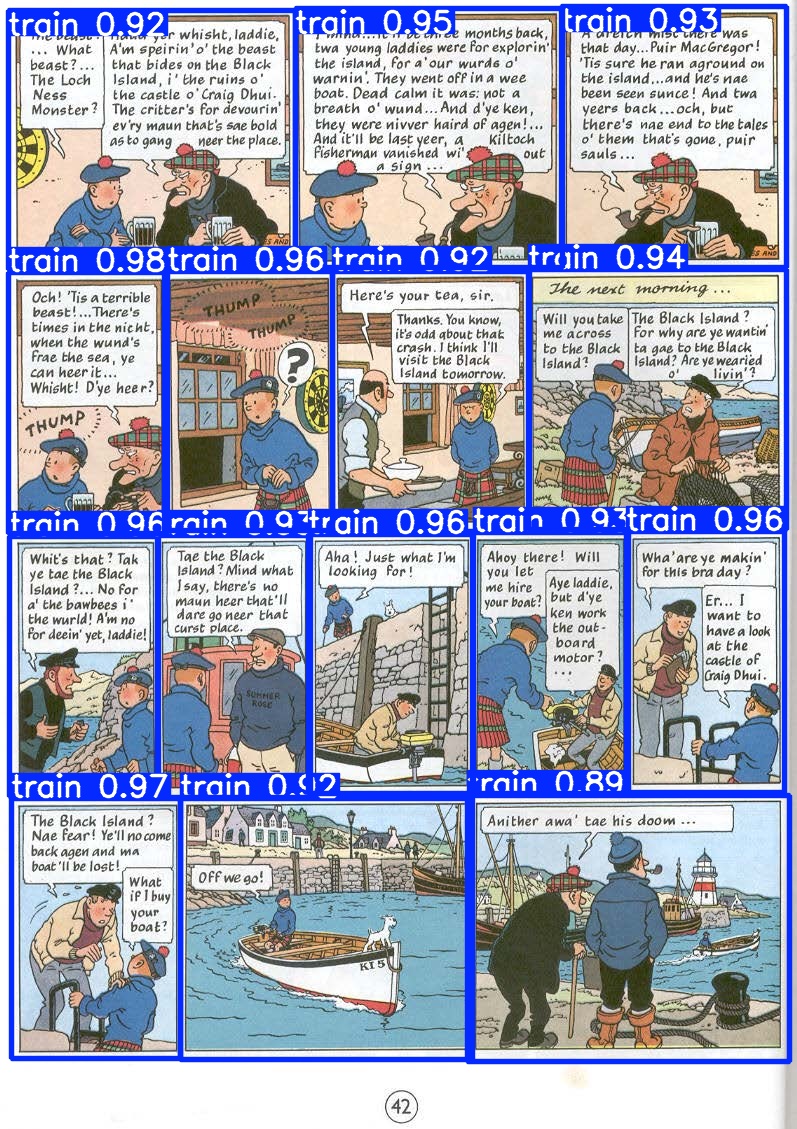 train 0.92
train 0.95
train 0.93
whisht, laddie,
A'm speirin' o' the beast
that bides on the Black
Island, i' the ruins o'
the castle o' Craig Dhui.
The critter's for devourin'
ev'ry maun that's sae bold
as to gang neer the place.
... What
beast?...
The Loch
Ness
Monster?
three months back,
twa young laddies were for explorin'
the island, for a' our wurds o'
warnin'. They went off in a wee
boat. Dead calm it was: not a
breath o' wund... And d'ye ken,
they were nivver haird of agen!...
And it'll be last year, a Kiltoch
fisherman vanished wi' out
a sign ...
mist there was
that day... Puir MacGregor!
'Tis sure he ran aground on
the island... and he's nae
been seen sunce! And twa
yeers back... och, but
there's nae end to the tales
o' them that's gone, puir
sauls...
ES AND
ES AND
train 0.98
train 0.96
train 0.92
train 0.94
Och! 'Tis a terrible
beast!... There's
times in the nicht,
when the wund's
frae the sea, ye
can heer it...
Whisht! D'ye heer?
THUMP
THUMP
THUMP
?
Here's your tea, sir.
Thanks. You know,
it's odd about that
crash. I think I'll
visit the Black
Island tomorrow.
The next morning ...
Will you take
me across
to the Black
Island?
The Black Island?
For why are ye wantin'
ta gae to the Black
Island? Are ye wearied
o' livin'?
train 0.96
train 0.93
train 0.96
train 0.93
train 0.96
Whit's that? Tak
ye tae the Black
Island?... No for
a' the bawbees i'
the wurld! A'm no
for deein' yet, laddie!
Tae the Black
Island? Mind what
I say, there's no
maun heer that'll
dare go neer that
curst place.
SUMMER
ROSE
Aha! Just what I'm
looking for!
Ahoy there! Will
you let
me hire
your boat?
Aye laddie,
but d'ye
ken work
the out-
board
motor?
...
Wha' are ye makin'
for this bra day?
Er... I
want to
have a look
at the
castle of
Craig Dhui.
train 0.97
train 0.92
train 0.89
The Black Island?
Nae fear! Ye'll no come
back agen and ma
boat'll be lost!
What
if I buy
your
boat?
Off we go!
KI 5
Anither awa' tae his doom ...
42